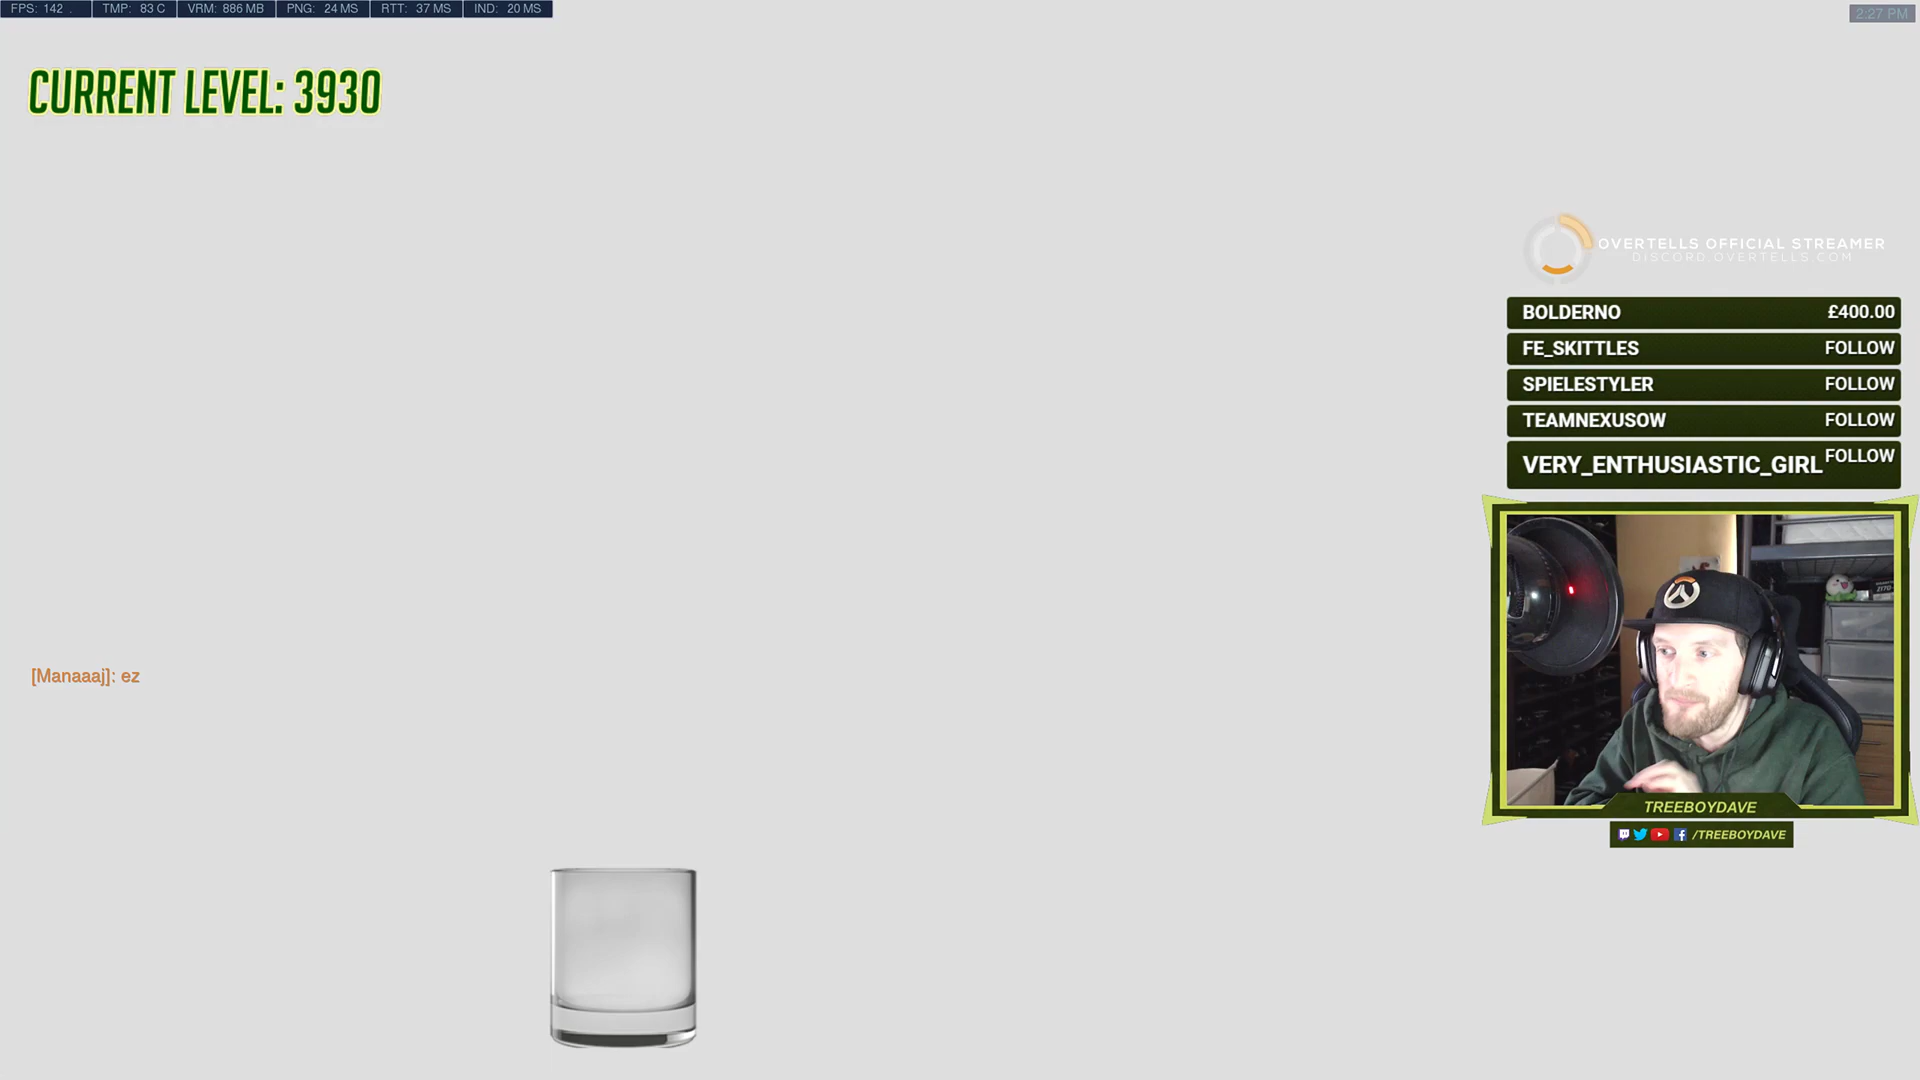 FPS: 142 . TMP: 83 C VRM: 886 MB PNG: 24 MS RTT: 37 MS IND: 20 MS
2:27 PM
CURRENT LEVEL: 3930
OVERTELLS OFFICIAL STREAMER
DISCORD.OVERTELLS.COM
BOLDERNO £400.00
FE_SKITTLES FOLLOW
SPIELESTYLER FOLLOW
TEAMNEXUSOW FOLLOW
VERY_ENTHUSIASTIC_GIRL FOLLOW
[Manaaaj]: ez
TREEBOYDAVE
/TREEBOYDAVE